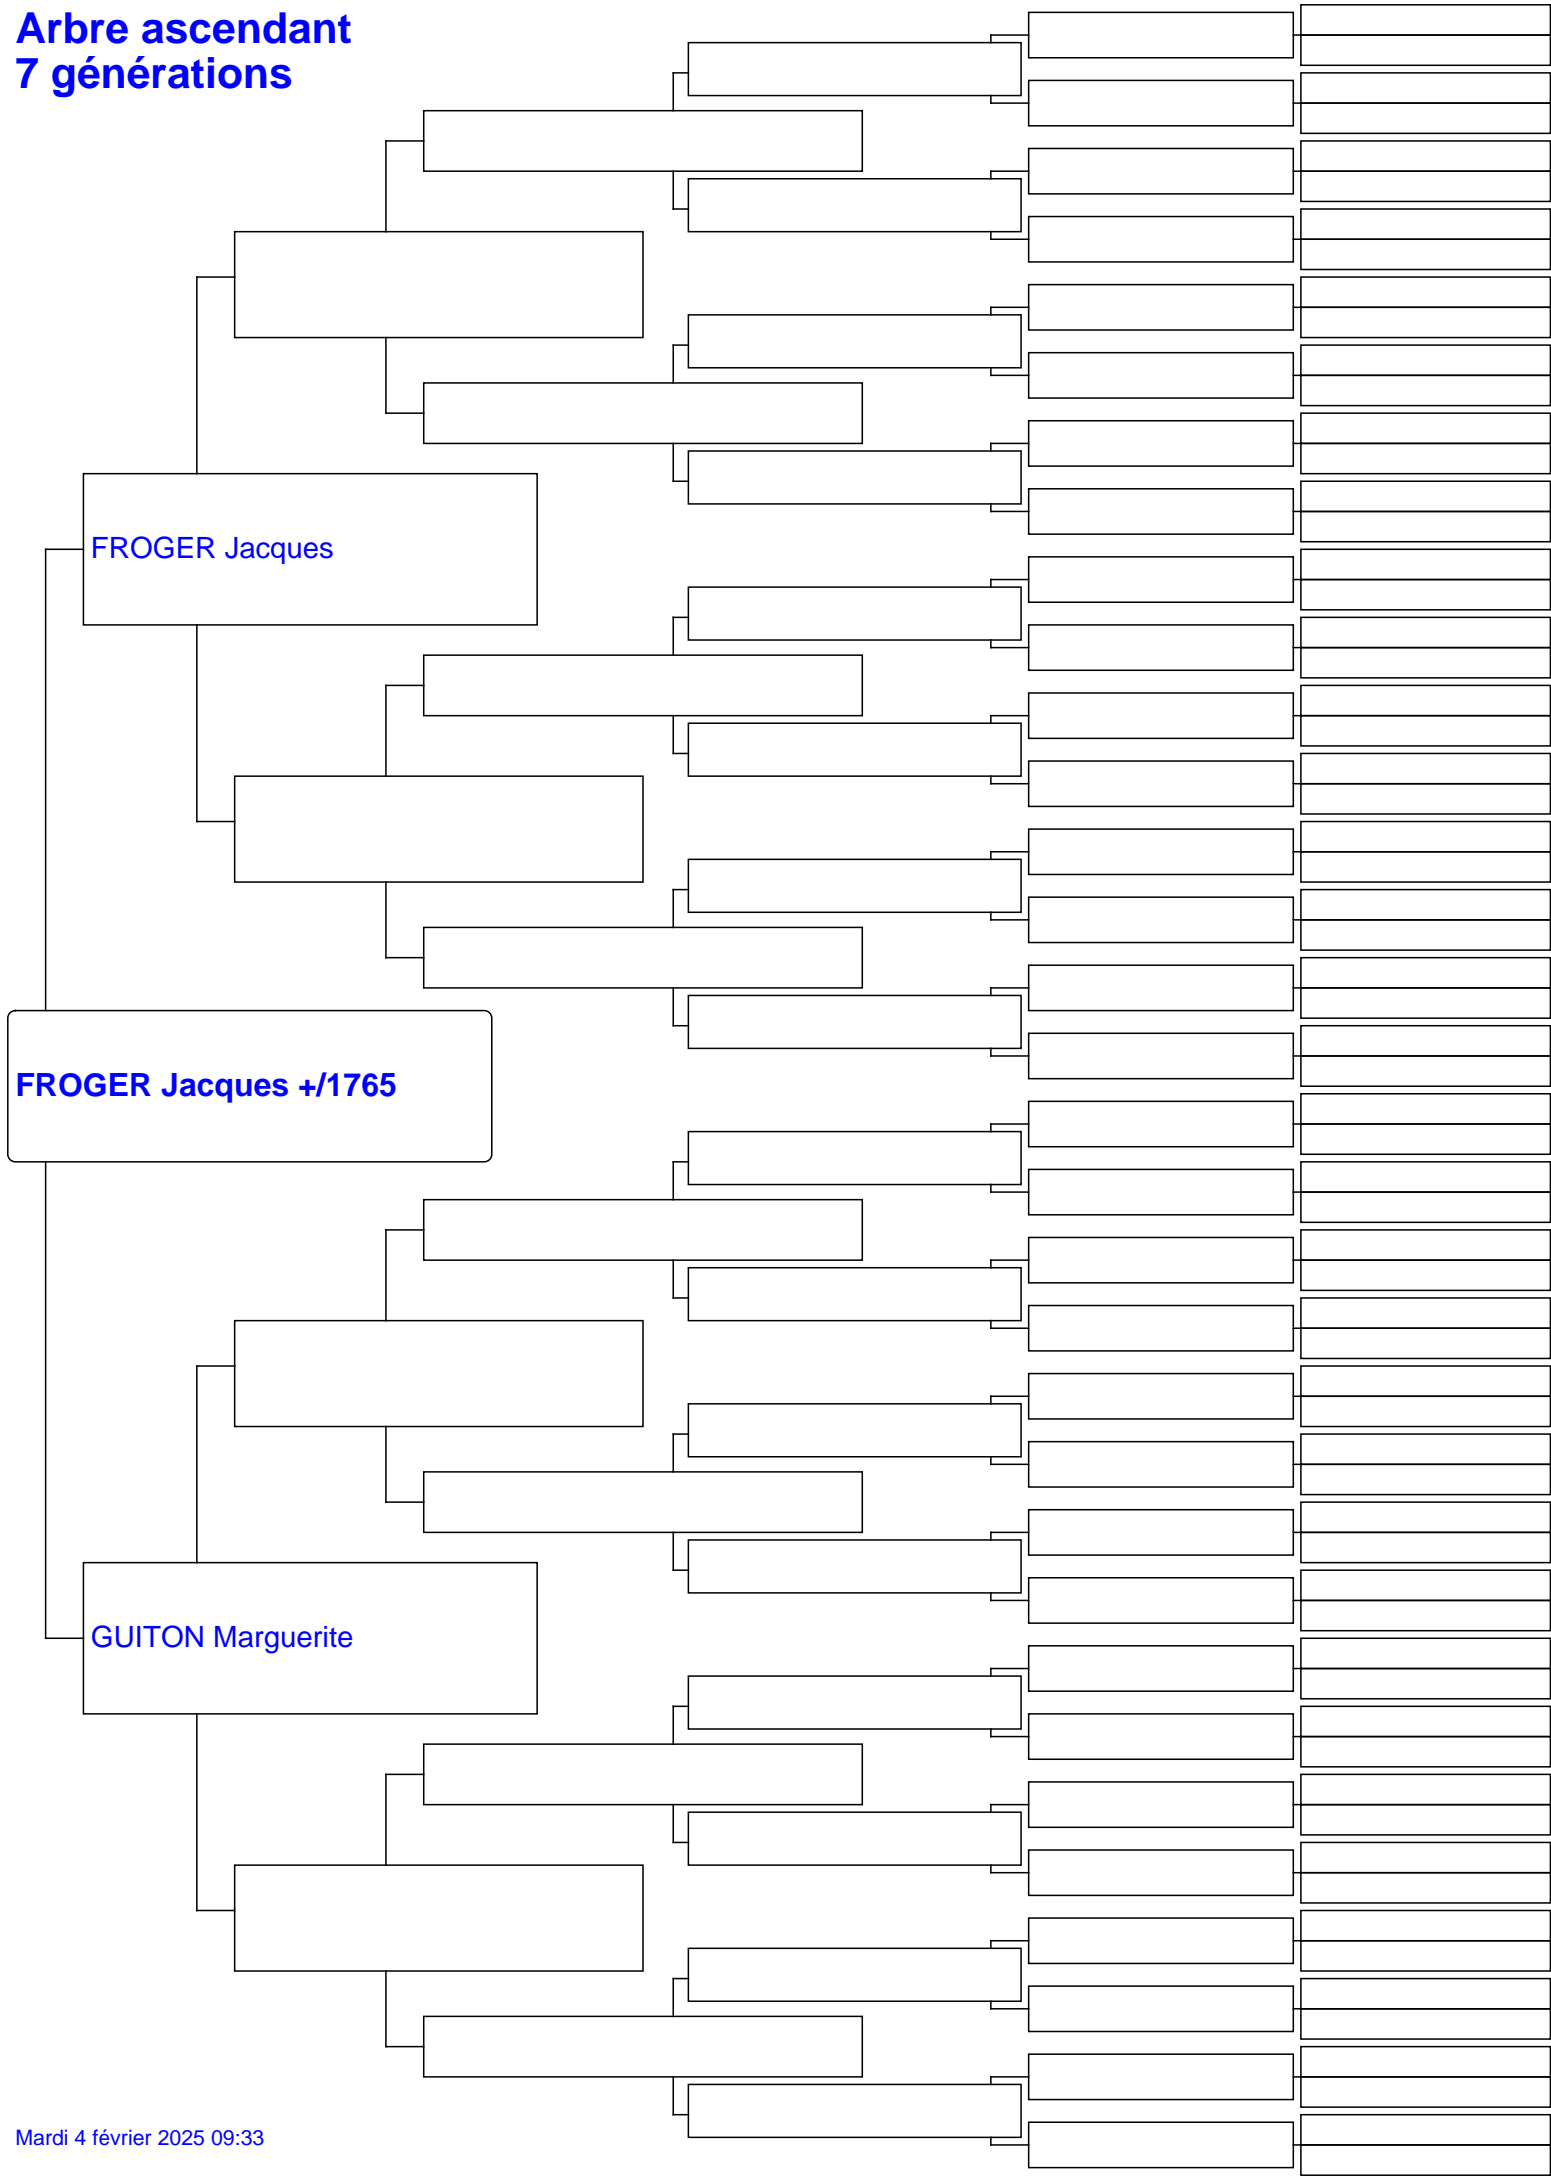 Arbre ascendant
7 générations
FROGER Jacques
FROGER Jacques +/1765
GUITON Marguerite
Mardi 4 février 2025 09:33